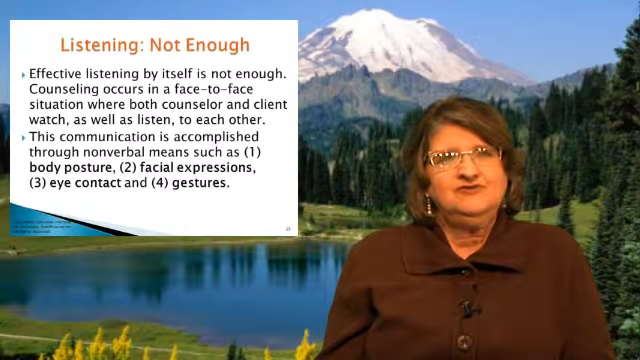 Listening: Not Enough
Effective listening by itself is not enough.
Counseling occurs in a face-to-face
situation where both counselor and client
watch, as well as listen, to each other.
This communication is accomplished
through nonverbal means such as (1)
body posture, (2) facial expressions,
(3) eye contact and (4) gestures.